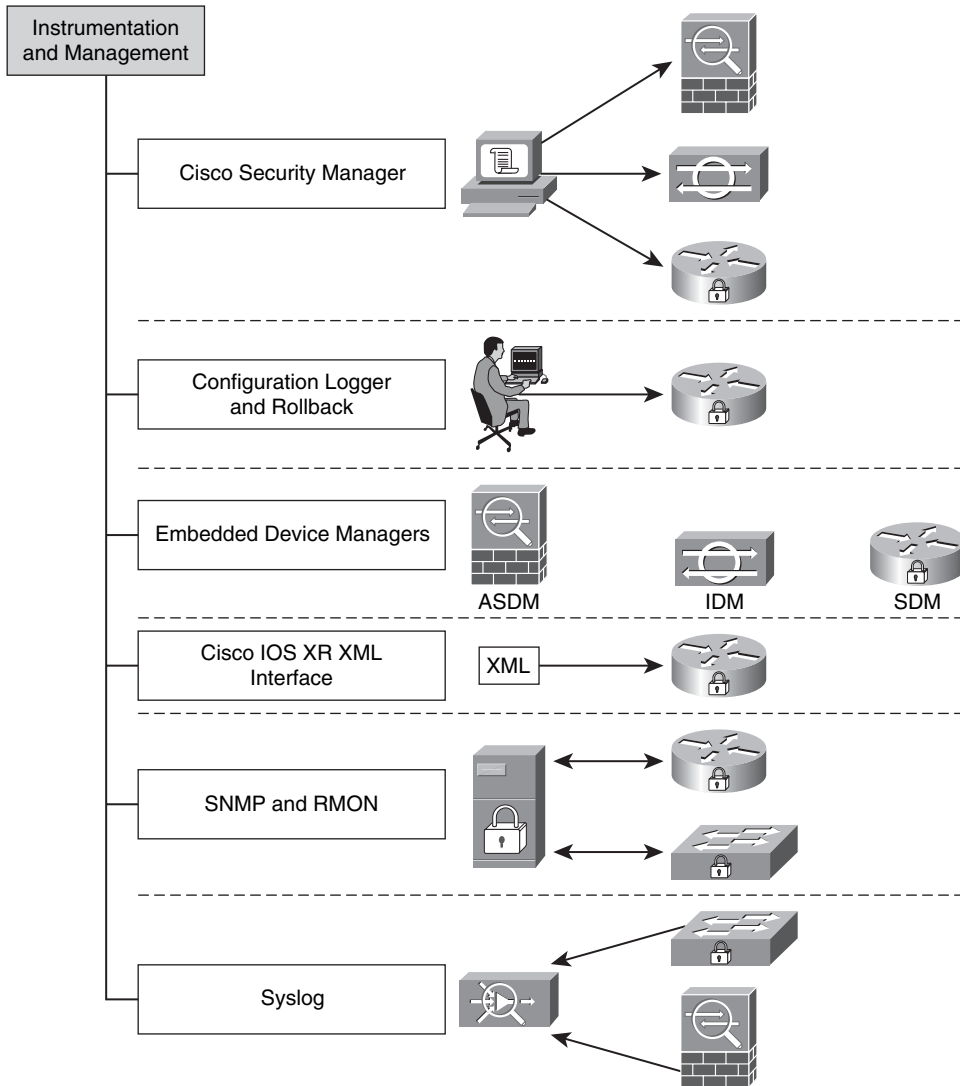 Instrumentation
and Management
Cisco Security Manager
Configuration Logger
and Rollback
Embedded Device Managers
ASDM
IDM
SDM
Cisco IOS XR XML
Interface
XML
SNMP and RMON
Syslog